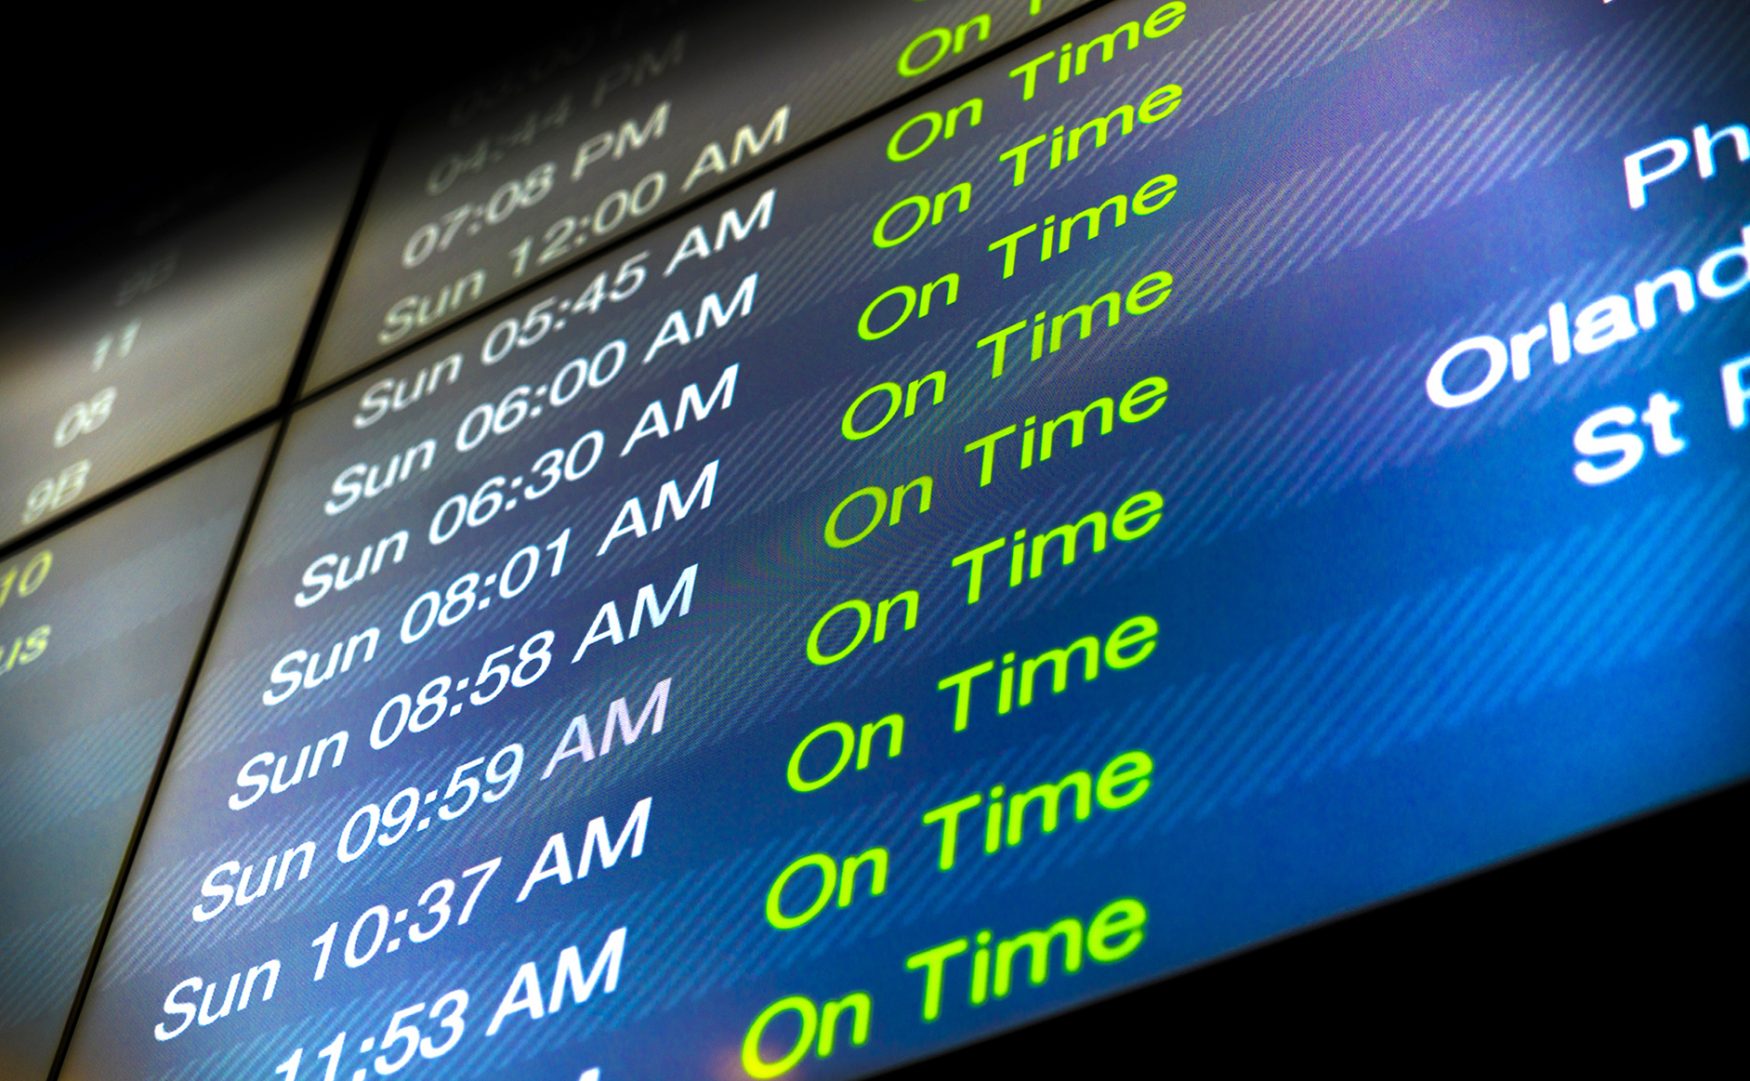 04:44 PM
07:08 PM
Sun 12:00 AM On T
Sun 05:45 AM On Time
Sun 06:00 AM On Time
Sun 06:30 AM On Time
Sun 08:01 AM On Time
Sun 08:58 AM On Time
Sun 09:59 AM On Time
Sun 10:37 AM On Time
11:53 AM On Time
On Time
11
08
9B
10
us
Ph
Orland
St P